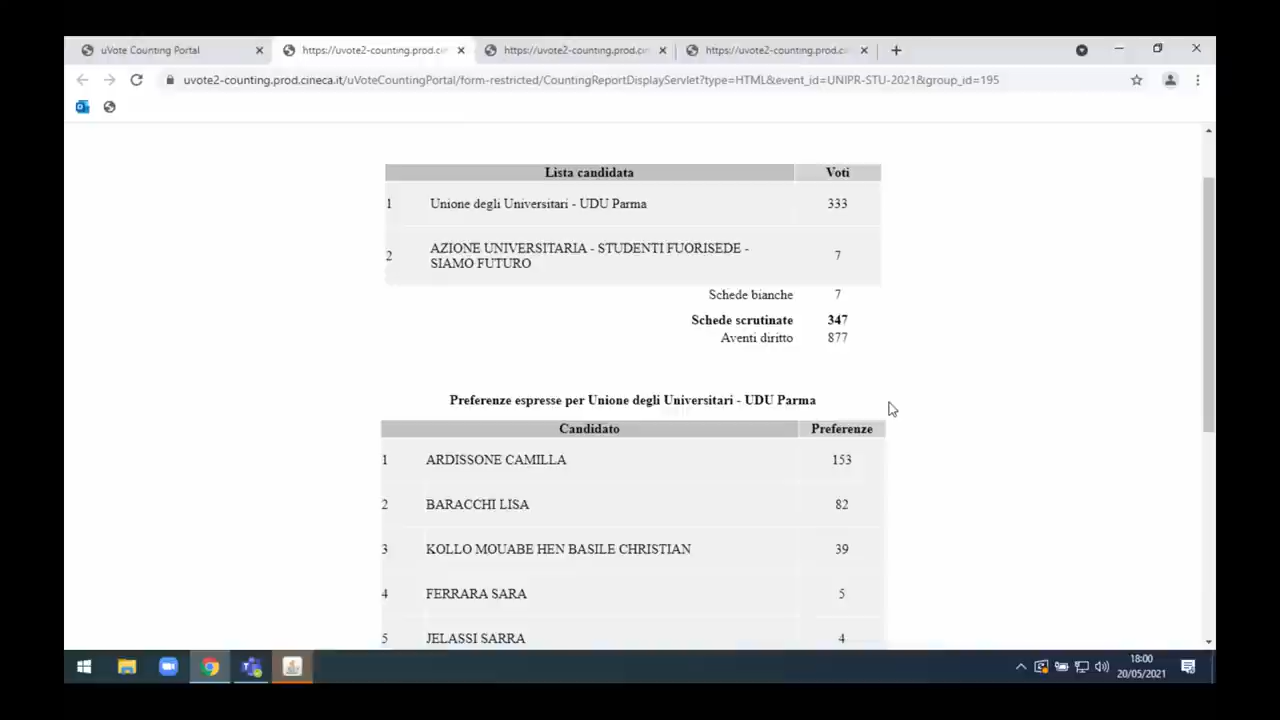 uVote Counting Portal
https://uvote2-counting.prod.cin
https://uvote2-counting.prod.cin
https://uvote2-counting.prod.cin
uvote2-counting.prod.cineca.it/uVoteCountingPortal/form-restricted/CountingReportDisplayServlet?type=HTML&event_id=UNIPR-STU-2021&group_id=195
Lista candidata Voti
1 Unione degli Universitari - UDU Parma 333
2 AZIONE UNIVERSITARIA - STUDENTI FUORISEDE -
SIAMO FUTURO 7
Schede bianche 7
Schede scrutinate 347
Aventi diritto 877
Preferenze espresse per Unione degli Universitari - UDU Parma
Candidato Preferenze
1 ARDISSONE CAMILLA 153
2 BARACCHI LISA 82
3 KOLLO MOUABE HEN BASILE CHRISTIAN 39
4 FERRARA SARA 5
5 JELASSI SARRA 4
18:00
20/05/2021